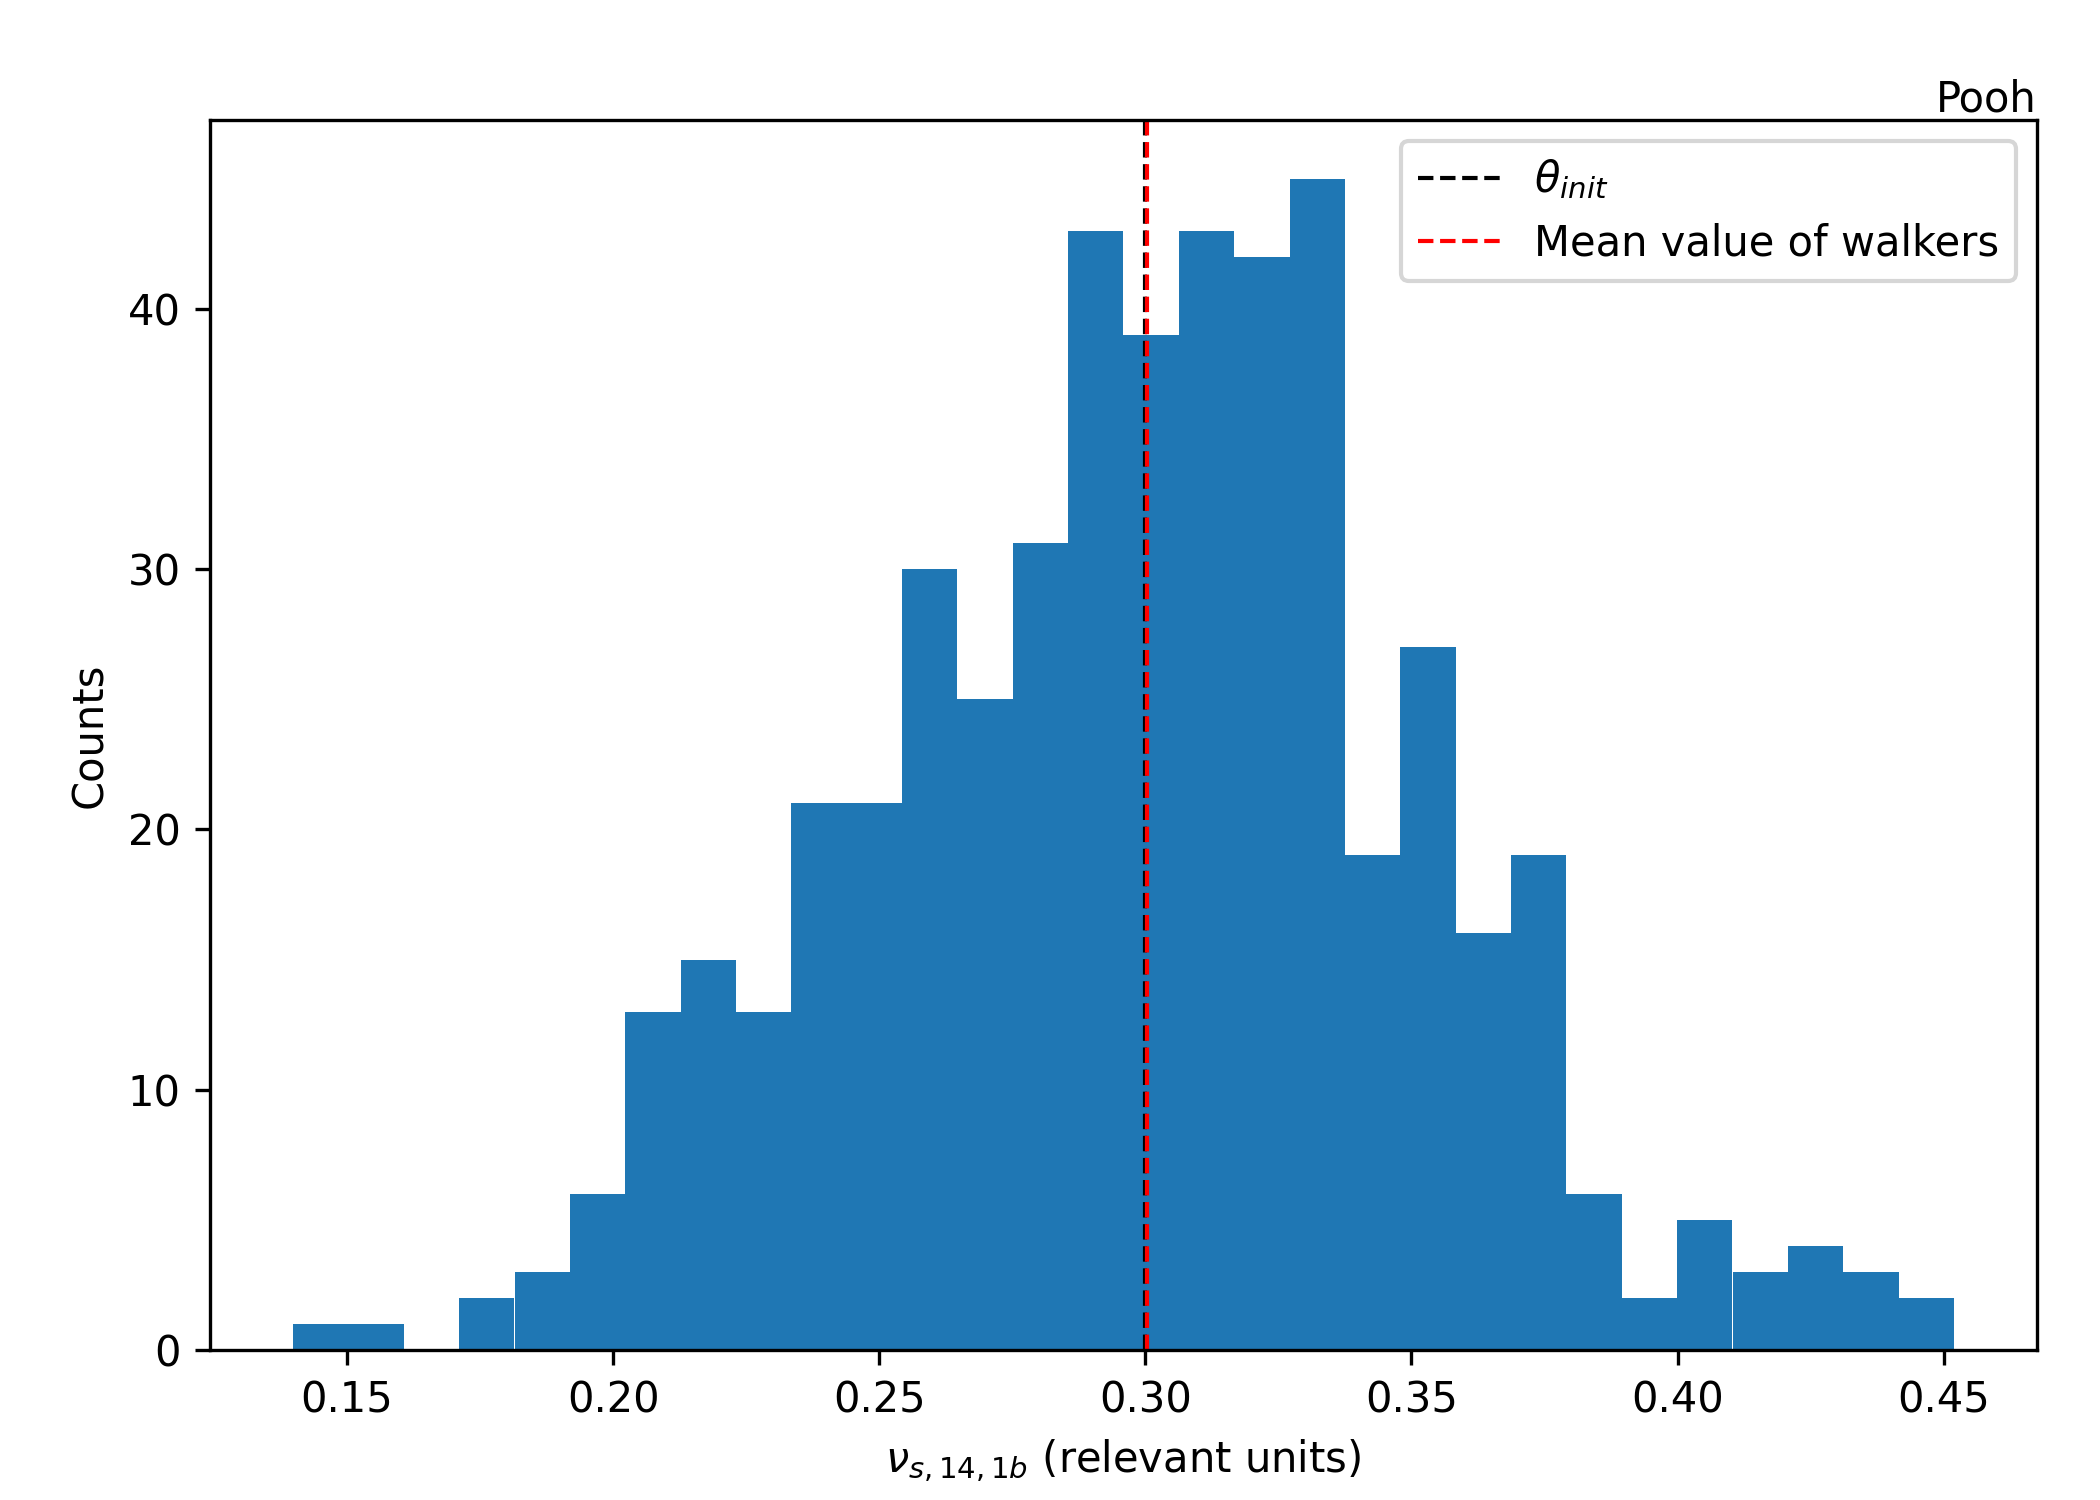 Pooh
θ_init
Mean value of walkers
40
30
20
10
0
Counts
0.15 0.20 0.25 0.30 0.35 0.40 0.45
ν_s,14,1b (relevant units)